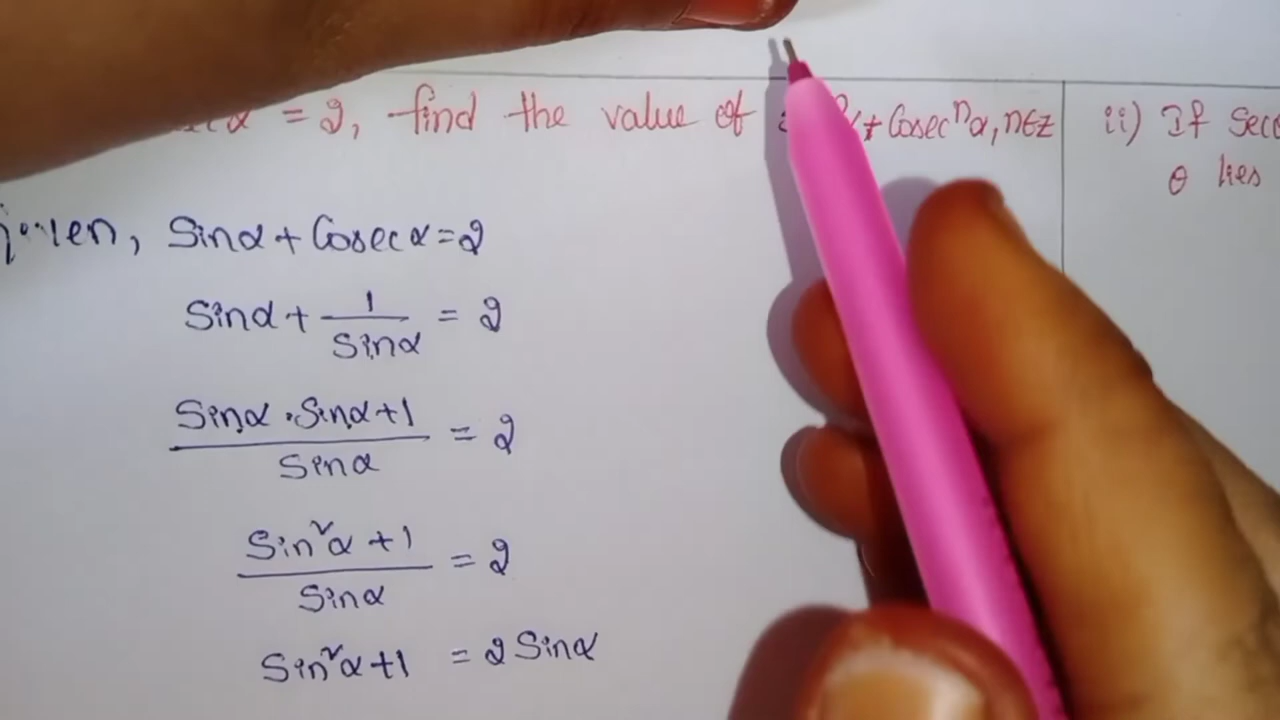 = 2, find the value of + Cosecⁿα, n∈Z
ii) If Sec
θ lies
Sinα + Cosec α = 2
Sinα + 1/Sinα = 2
Sinα · Sinα + 1/Sinα = 2
Sin²α + 1/Sinα = 2
Sin²α + 1 = 2 Sinα